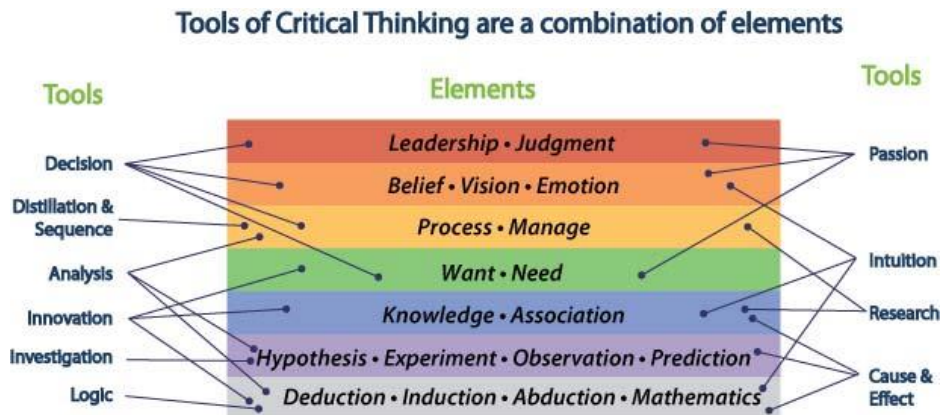 Tools of Critical Thinking are a combination of elements
Tools
Elements
Tools
Decision
Distillation &
Sequence
Analysis
Innovation
Investigation
Logic
Leadership • Judgment
Belief • Vision • Emotion
Process • Manage
Want • Need
Knowledge • Association
Hypothesis • Experiment • Observation • Prediction
Deduction • Induction • Abduction • Mathematics
Passion
Intuition
Research
Cause &
Effect